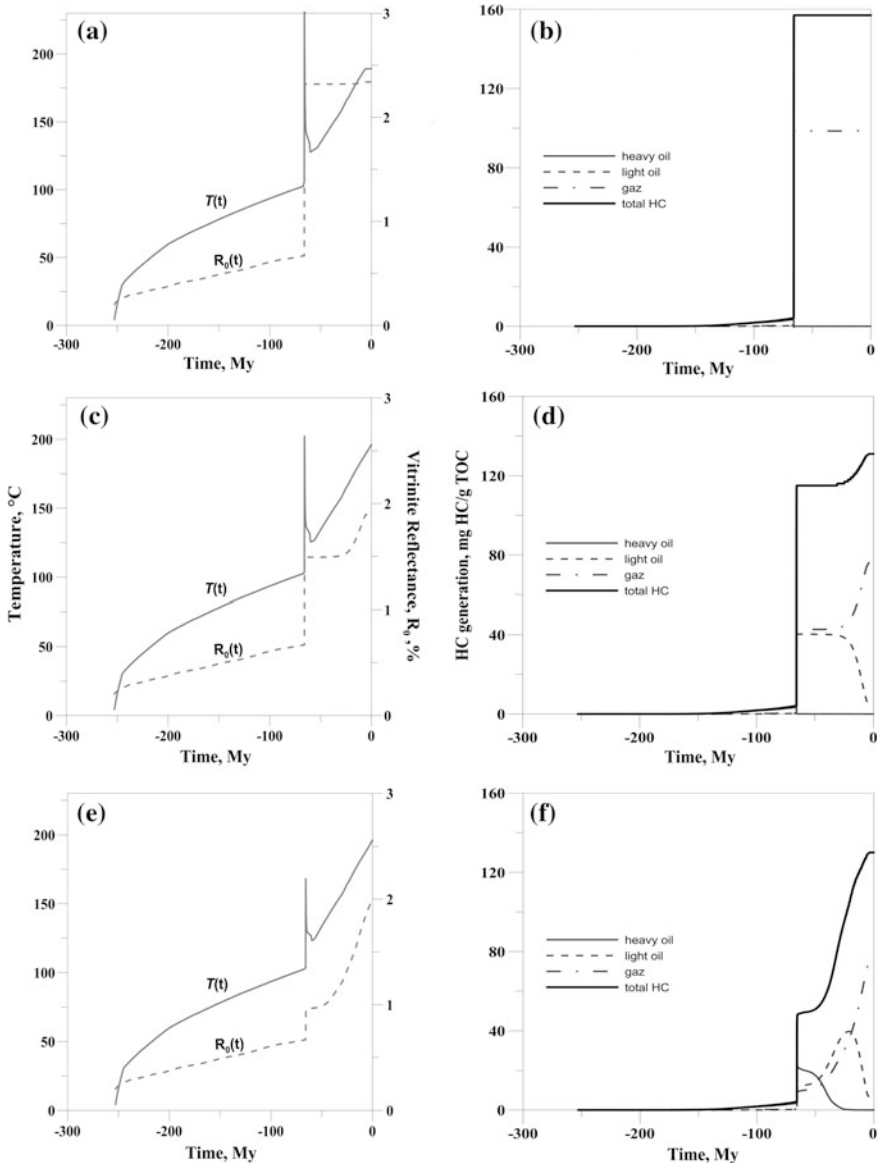 (a)
200
150
100
50
0
3
2
1
0
T(t)
R₀(t)
-300
-200
-100
0
Time, My
(b)
160
120
80
40
0
heavy oil
light oil
gaz
total HC
-300
-200
-100
0
Time, My
(c)
Temperature, °C
200
150
100
50
0
3
2
1
0
Vitrinite Reflectance, R₀ ,%
T(t)
R₀(t)
-300
-200
-100
0
Time, My
(d)
HC generation, mg HC/g TOC
160
120
80
40
0
heavy oil
light oil
gaz
total HC
-300
-200
-100
0
Time, My
(e)
200
150
100
50
0
3
2
1
0
T(t)
R₀(t)
-300
-200
-100
0
Time, My
(f)
160
120
80
40
0
heavy oil
light oil
gaz
total HC
-300
-200
-100
0
Time, My